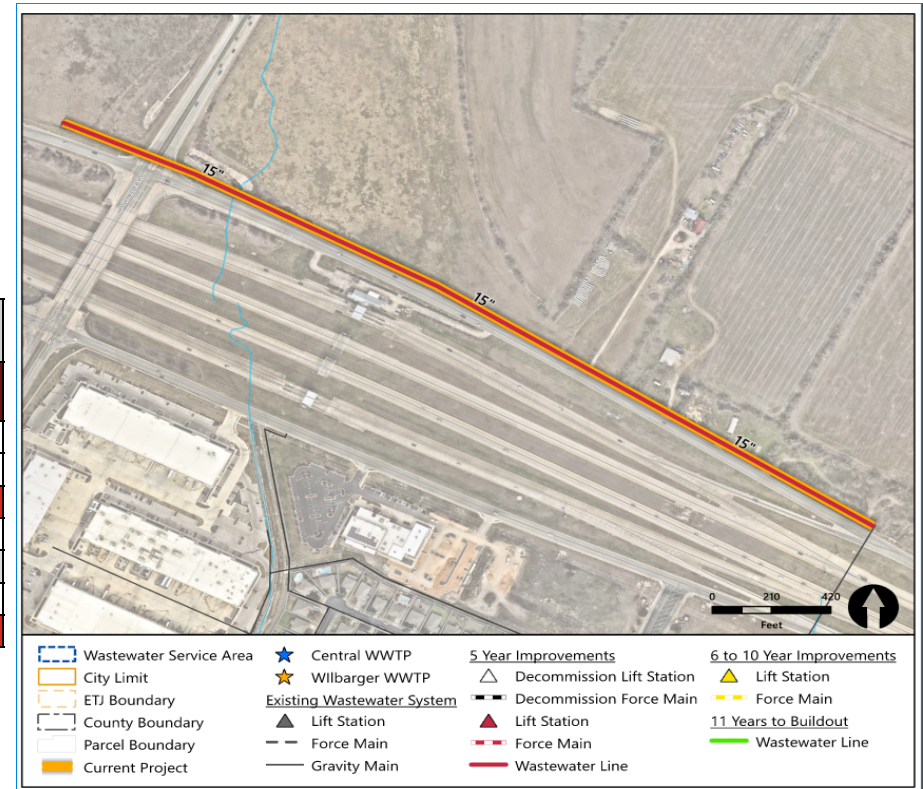 15"
15"
15"
0 210 420
Feet
Wastewater Service Area
City Limit
ETJ Boundary
County Boundary
Parcel Boundary
Current Project
Central WWTP
WIlbarger WWTP
Existing Wastewater System
Lift Station
Force Main
Gravity Main
5 Year Improvements
Decommission Lift Station
Decommission Force Main
Lift Station
Force Main
Wastewater Line
6 to 10 Year Improvements
Lift Station
Force Main
11 Years to Buildout
Wastewater Line